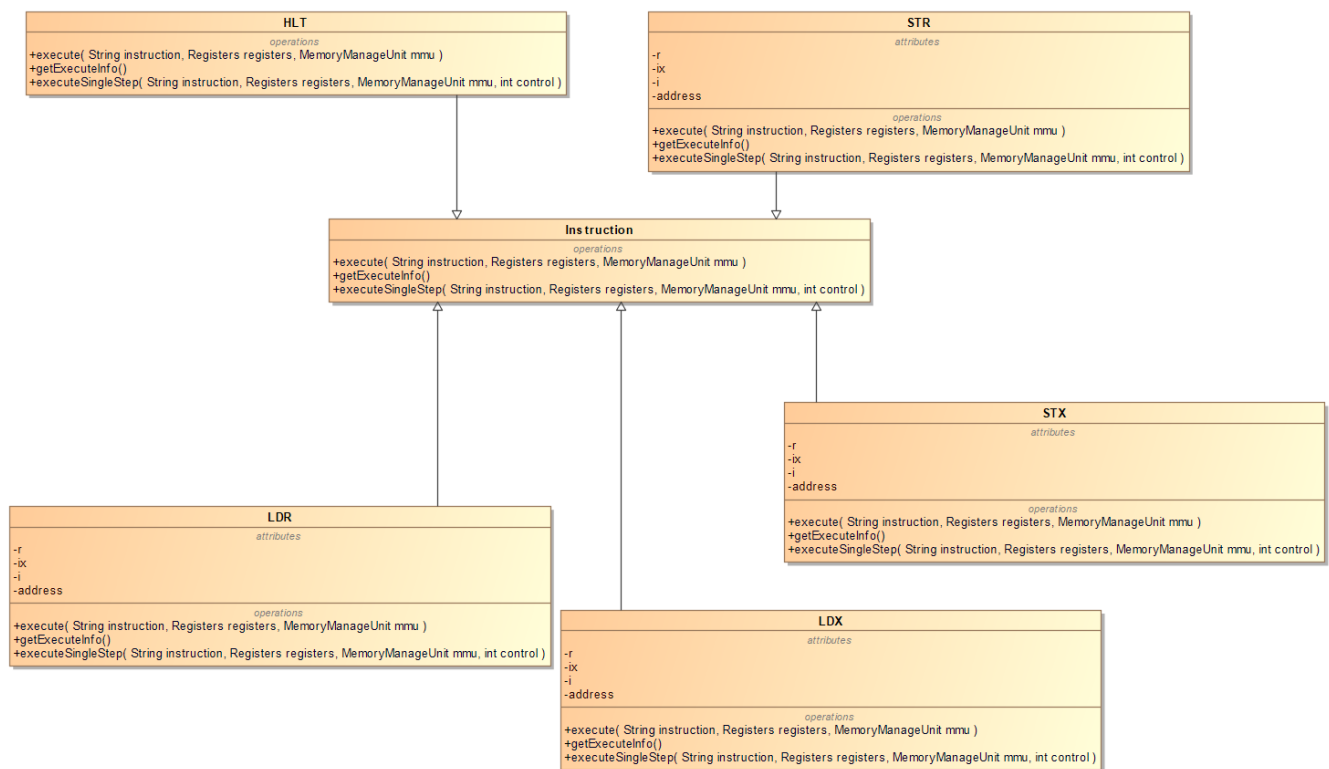 HLT
operations
+execute( String instruction, Registers registers, MemoryManageUnit mmu )
+getExecuteInfo()
+executeSingleStep( String instruction, Registers registers, MemoryManageUnit mmu, int control )
STR
attributes
-r
-ix
-i
-address
operations
+execute( String instruction, Registers registers, MemoryManageUnit mmu )
+getExecuteInfo()
+executeSingleStep( String instruction, Registers registers, MemoryManageUnit mmu, int control )
Instruction
operations
+execute( String instruction, Registers registers, MemoryManageUnit mmu )
+getExecuteInfo()
+executeSingleStep( String instruction, Registers registers, MemoryManageUnit mmu, int control )
STX
attributes
-r
-ix
-i
-address
operations
+execute( String instruction, Registers registers, MemoryManageUnit mmu )
+getExecuteInfo()
+executeSingleStep( String instruction, Registers registers, MemoryManageUnit mmu, int control )
LDR
attributes
-r
-ix
-i
-address
operations
+execute( String instruction, Registers registers, MemoryManageUnit mmu )
+getExecuteInfo()
+executeSingleStep( String instruction, Registers registers, MemoryManageUnit mmu, int control )
LDX
attributes
-r
-ix
-i
-address
operations
+execute( String instruction, Registers registers, MemoryManageUnit mmu )
+getExecuteInfo()
+executeSingleStep( String instruction, Registers registers, MemoryManageUnit mmu, int control )